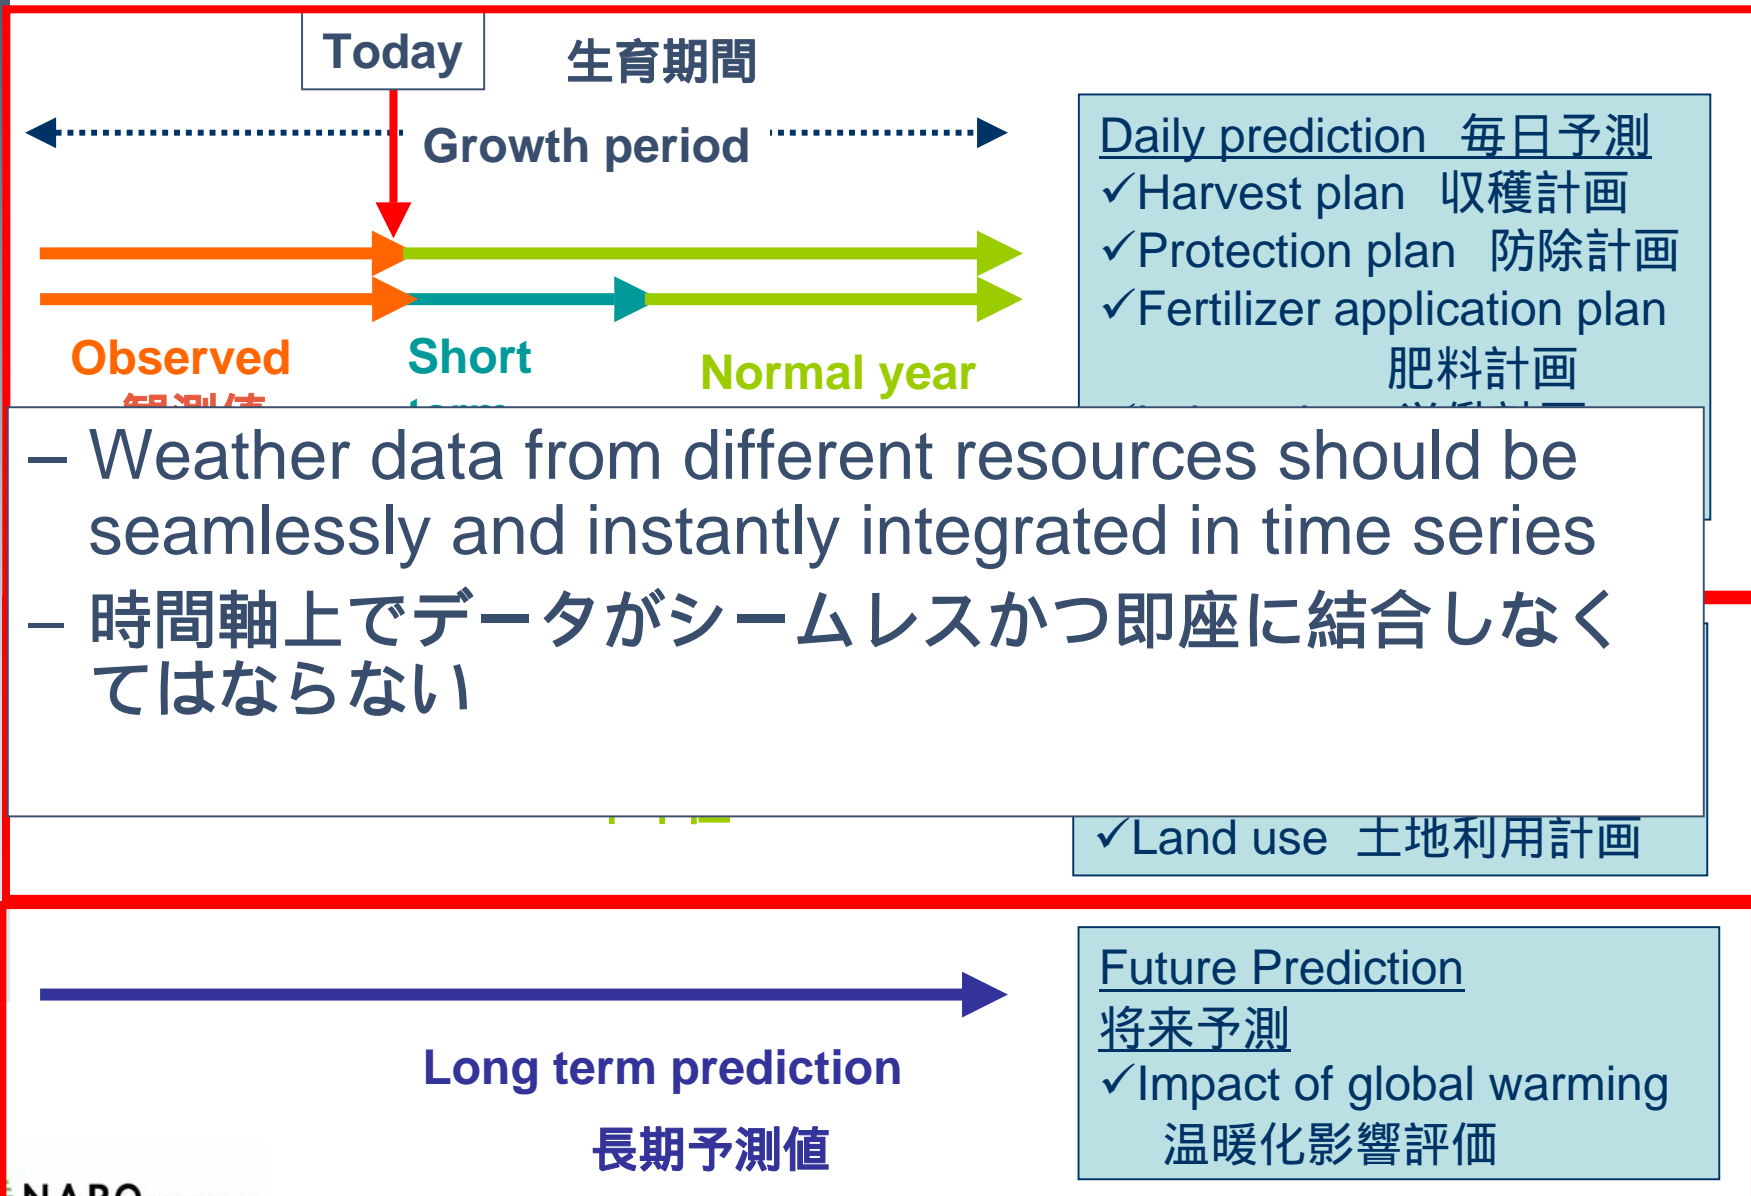 Today
生育期間
Growth period
Daily prediction 毎日予測
✓Harvest plan 収穫計画
✓Protection plan 防除計画
✓Fertilizer application plan
肥料計画
Observed
観測値
Short
term
Normal year
– Weather data from different resources should be
seamlessly and instantly integrated in time series
– 時間軸上でデータがシームレスかつ即座に結合しなく
てはならない
✓Land use 土地利用計画
Future Prediction
将来予測
✓Impact of global warming
温暖化影響評価
Long term prediction
長期予測値
NARO